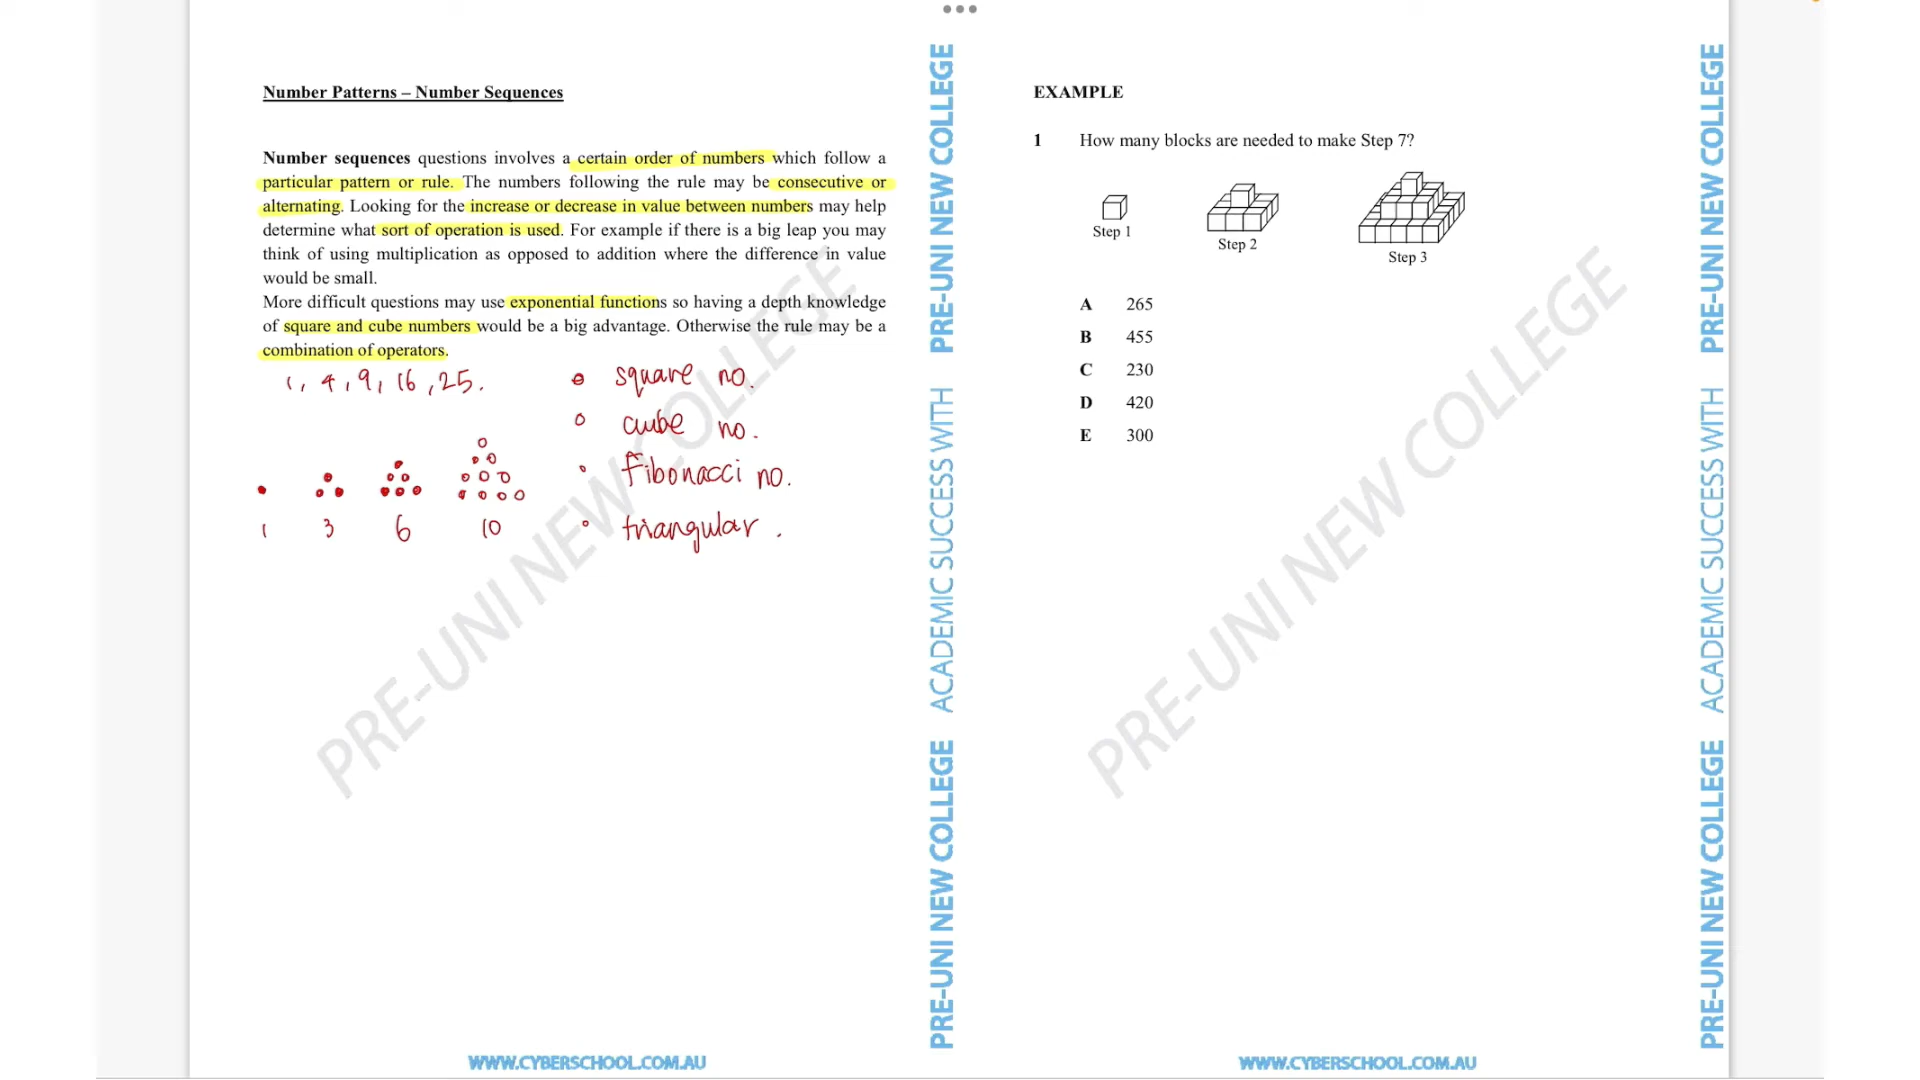 Number Patterns – Number Sequences
Number sequences questions involves a certain order of numbers which follow a
particular pattern or rule. The numbers following the rule may be consecutive or
alternating. Looking for the increase or decrease in value between numbers may help
determine what sort of operation is used. For example if there is a big leap you may
think of using multiplication as opposed to addition where the difference in value
would be small.
More difficult questions may use exponential functions so having a depth knowledge
of square and cube numbers would be a big advantage. Otherwise the rule may be a
combination of operators.
1, 4, 9, 16, 25.
square no.
cube no.
fibonacci no.
triangular.
1 3 6 10
PRE-UNI NEW COLLEGE
PRE-UNI NEW COLLEGE ACADEMIC SUCCESS WITH PRE-UNI NEW COLLEGE
WWW.CYBERSCHOOL.COM.AU
EXAMPLE
1 How many blocks are needed to make Step 7?
Step 1
Step 2
Step 3
A 265
B 455
C 230
D 420
E 300
PRE-UNI NEW COLLEGE
PRE-UNI NEW COLLEGE ACADEMIC SUCCESS WITH PRE-UNI NEW COLLEGE
WWW.CYBERSCHOOL.COM.AU